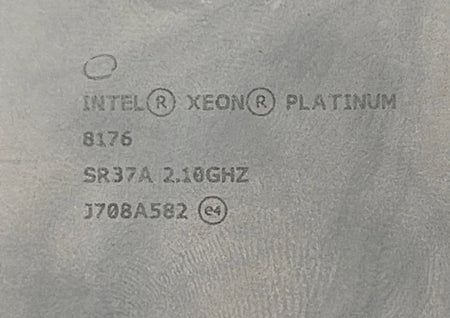 INTEL® XEON® PLATINUM
8176
SR37A 2.10GHZ
J708A582 e4